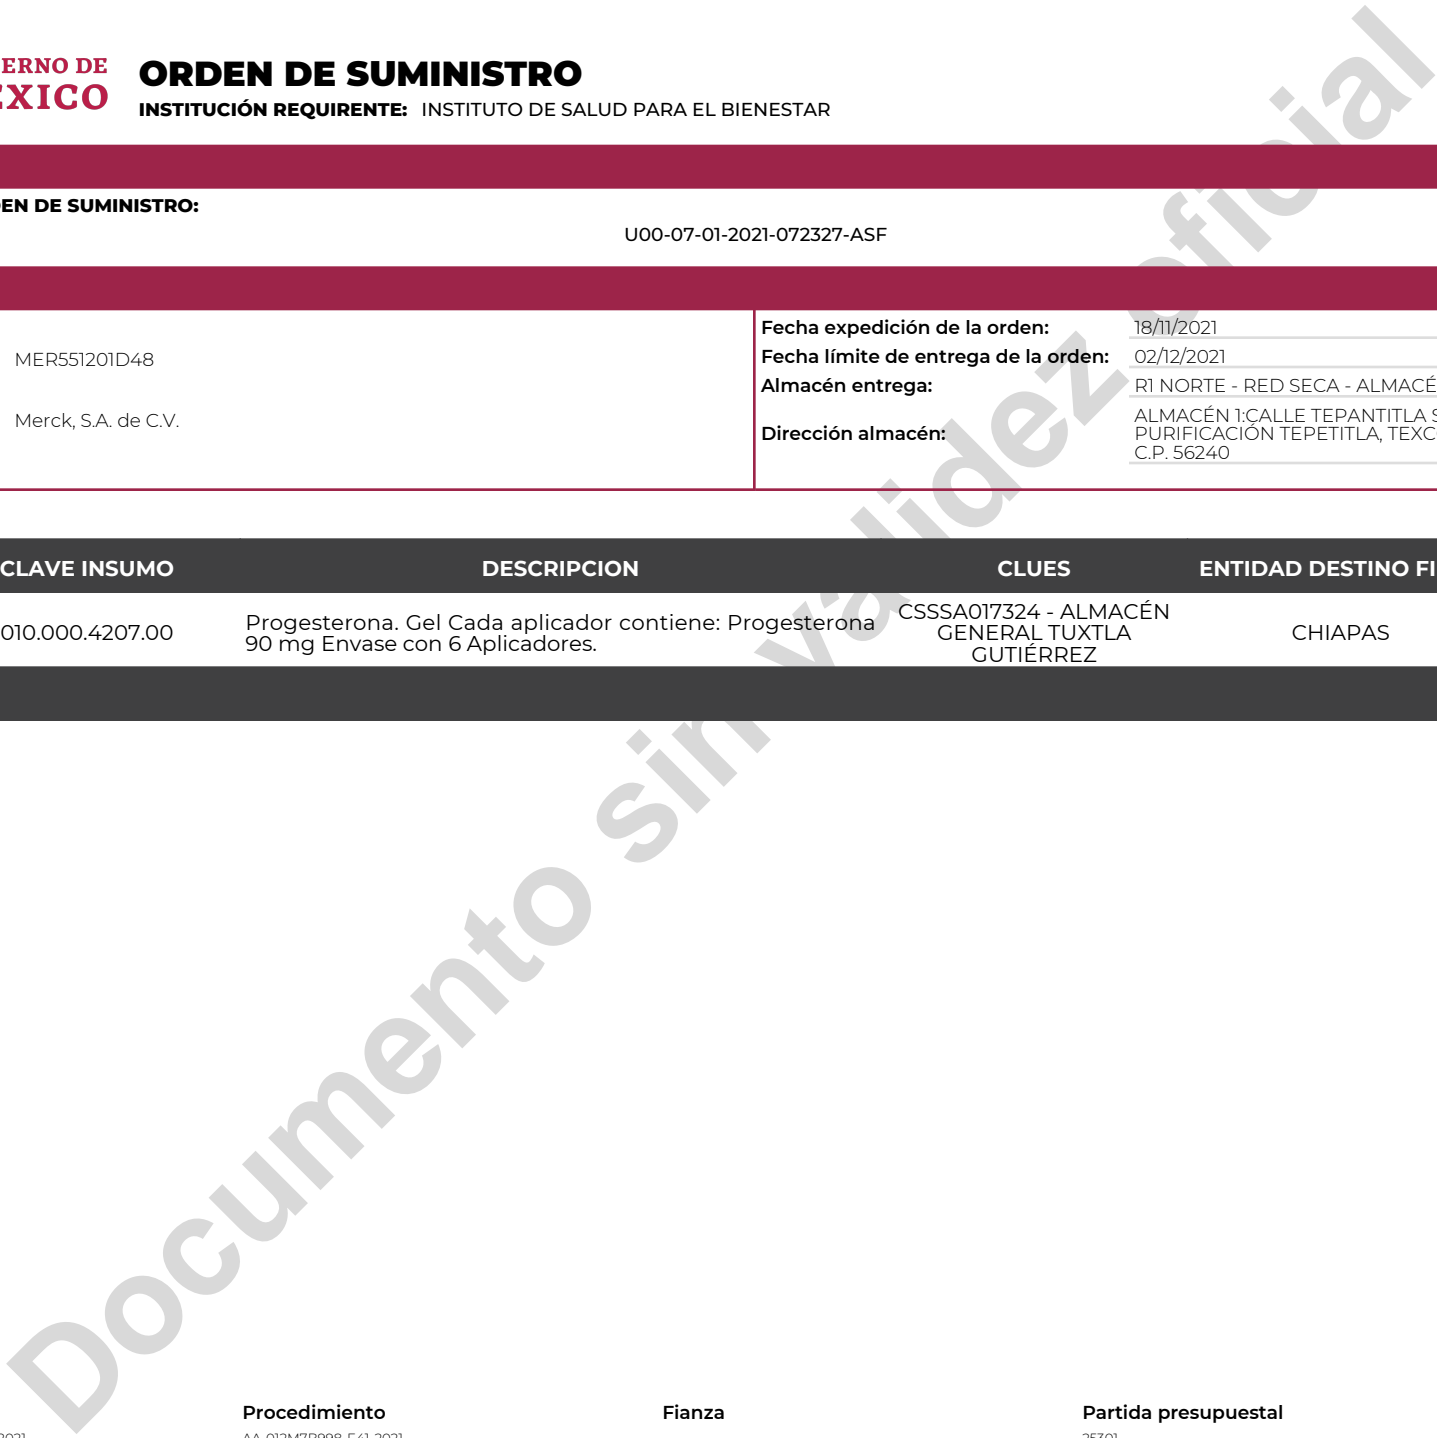 ERNO DE
ORDEN DE SUMINISTRO
EXICO
INSTITUCIÓN REQUIRENTE: INSTITUTO DE SALUD PARA EL BIENESTAR
EN DE SUMINISTRO:
U00-07-01-2021-072327-ASF
MER551201D48
Merck, S.A. de C.V.
Fecha expedición de la orden: 18/11/2021
Fecha límite de entrega de la orden: 02/12/2021
Almacén entrega: R1 NORTE - RED SECA - ALMACÉ
Dirección almacén: ALMACÉN 1:CALLE TEPANTITLA S
PURIFICACIÓN TEPETITLA, TEXC
C.P. 56240
CLAVE INSUMO DESCRIPCION CLUES ENTIDAD DESTINO FI
010.000.4207.00
Progesterona. Gel Cada aplicador contiene: Progesterona
90 mg Envase con 6 Aplicadores.
CSSSA017324 - ALMACÉN
GENERAL TUXTLA
GUTIÉRREZ
CHIAPAS
Documento sin validez oficial
Procedimiento Fianza Partida presupuestal